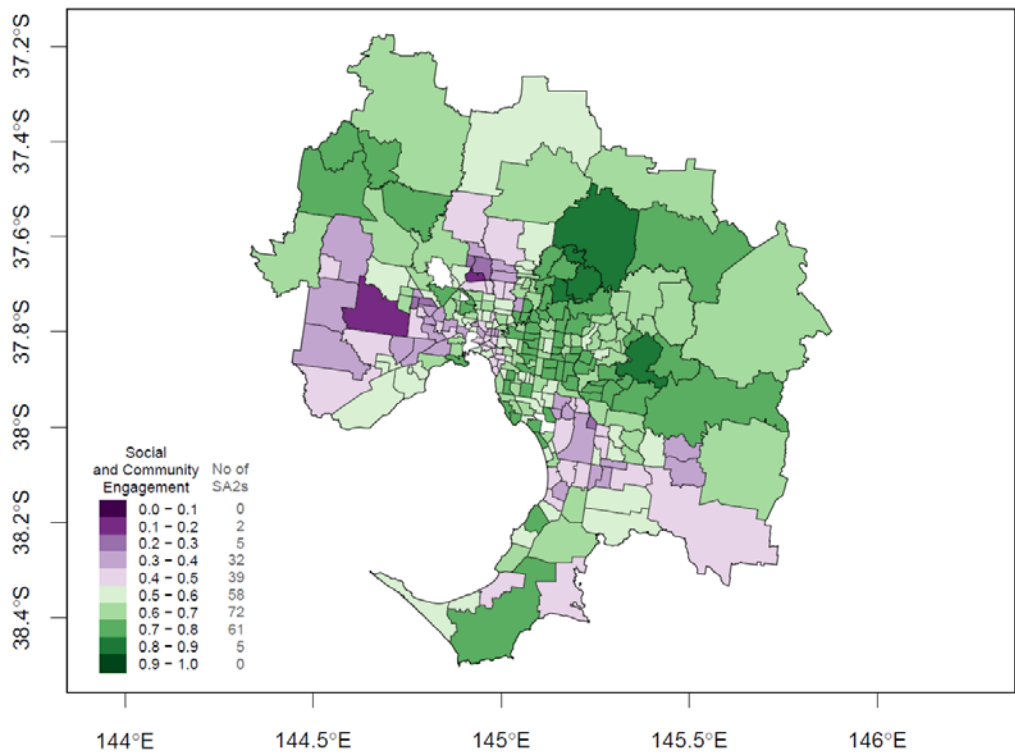 37.2°S
37.4°S
37.6°S
37.8°S
38°S
38.2°S
38.4°S
Social
and Community
Engagement
No of
SA2s
0.0 − 0.1 0
0.1 − 0.2 2
0.2 − 0.3 5
0.3 − 0.4 32
0.4 − 0.5 39
0.5 − 0.6 58
0.6 − 0.7 72
0.7 − 0.8 61
0.8 − 0.9 5
0.9 − 1.0 0
144°E 144.5°E 145°E 145.5°E 146°E